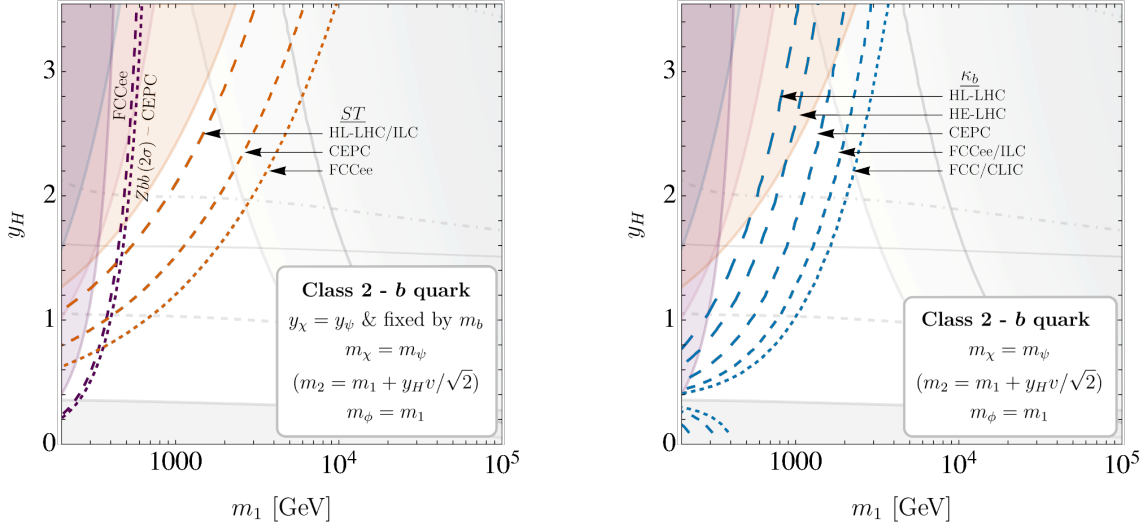 3
2
1
0
y_H
1000
10^4
10^5
m_1 [GeV]
FCCee
Zbb (2σ) – CEPC
ST
HL-LHC/ILC
CEPC
FCCee
Class 2 - b quark
y_χ = y_ψ & fixed by m_b
m_χ = m_ψ
(m_2 = m_1 + y_H v/√2)
m_ϕ = m_1
3
2
1
0
y_H
1000
10^4
10^5
m_1 [GeV]
κ_b
HL-LHC
HE-LHC
CEPC
FCCee/ILC
FCC/CLIC
Class 2 - b quark
m_χ = m_ψ
(m_2 = m_1 + y_H v/√2)
m_ϕ = m_1